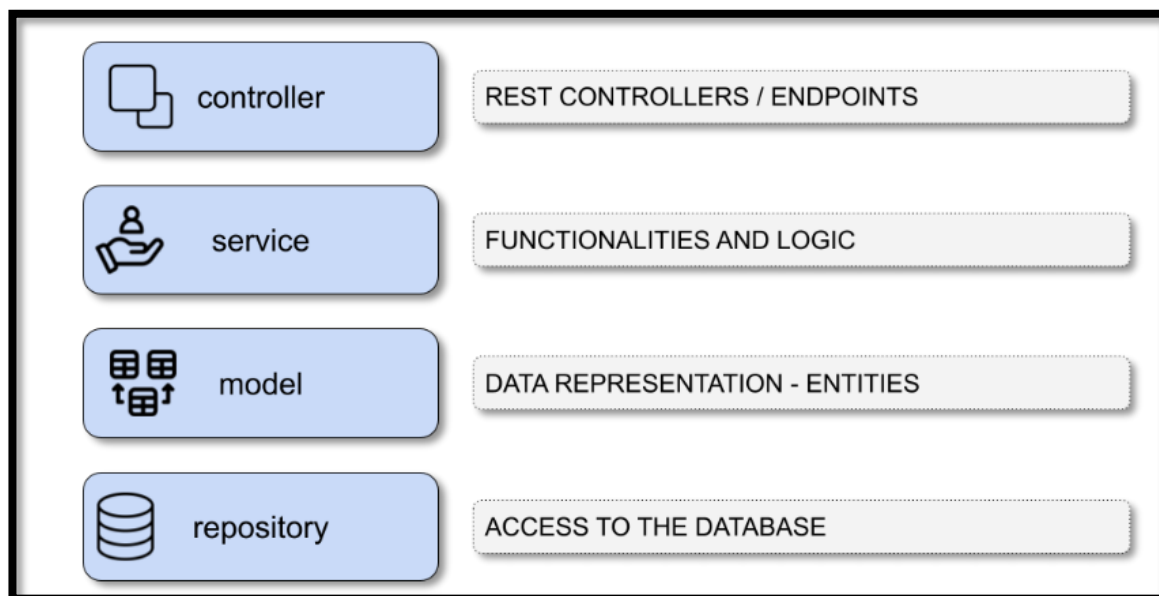 controller
REST CONTROLLERS / ENDPOINTS
service
FUNCTIONALITIES AND LOGIC
model
DATA REPRESENTATION - ENTITIES
repository
ACCESS TO THE DATABASE